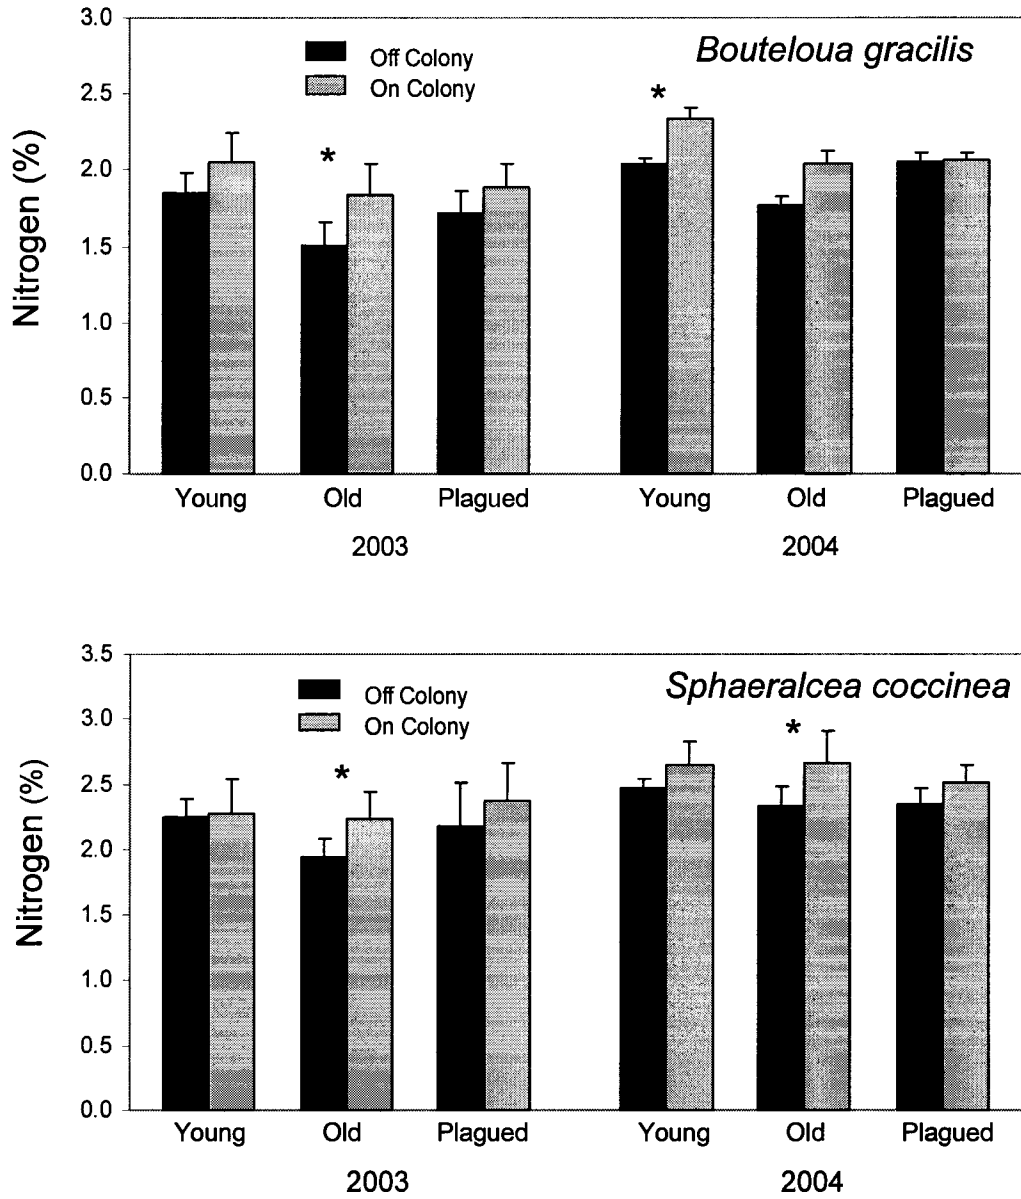 Bouteloua gracilis
Off Colony
On Colony
Nitrogen (%)
3.0
2.5
2.0
1.5
1.0
0.5
0.0
*
*
Young Old Plagued Young Old Plagued
2003 2004
Sphaeralcea coccinea
Off Colony
On Colony
Nitrogen (%)
3.5
3.0
2.5
2.0
1.5
1.0
0.5
0.0
*
*
Young Old Plagued Young Old Plagued
2003 2004